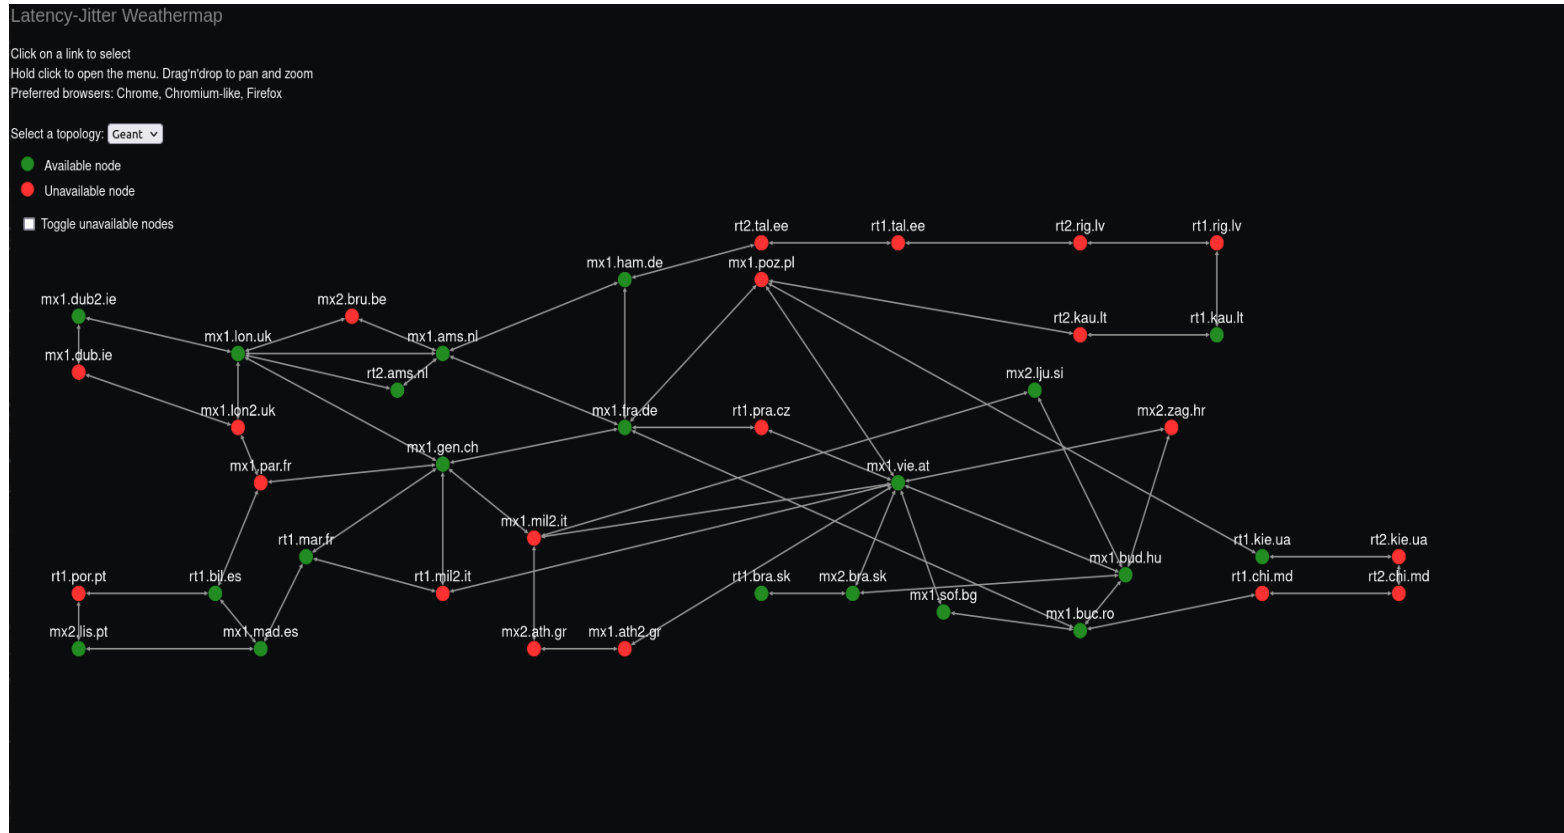 Latency-Jitter Weathermap
Click on a link to select
Hold click to open the menu. Drag'n'drop to pan and zoom
Preferred browsers: Chrome, Chromium-like, Firefox
Select a topology: Geant
Available node
Unavailable node
Toggle unavailable nodes
rt2.tal.ee
rt1.tal.ee
rt2.rig.lv
rt1.rig.lv
mx1.ham.de
mx1.poz.pl
mx1.dub2.ie
mx2.bru.be
rt2.kau.lt
rt1.kau.lt
mx1.lon.uk
mx1.ams.nl
mx1.dub.ie
rt2.ams.nl
mx2.lju.si
mx1.lon2.uk
mx1.fra.de
rt1.pra.cz
mx2.zag.hr
mx1.gen.ch
mx1.par.fr
mx1.vie.at
mx1.mil2.it
rt1.mar.fr
rt1.kie.ua
rt2.kie.ua
mx1.bud.hu
rt1.por.pt
rt1.bil.es
rt1.mil2.it
rt1.bra.sk
mx2.bra.sk
rt1.chi.md
rt2.chi.md
mx1.sof.bg
mx1.buc.ro
mx2.lis.pt
mx1.mad.es
mx2.ath.gr
mx1.ath2.gr